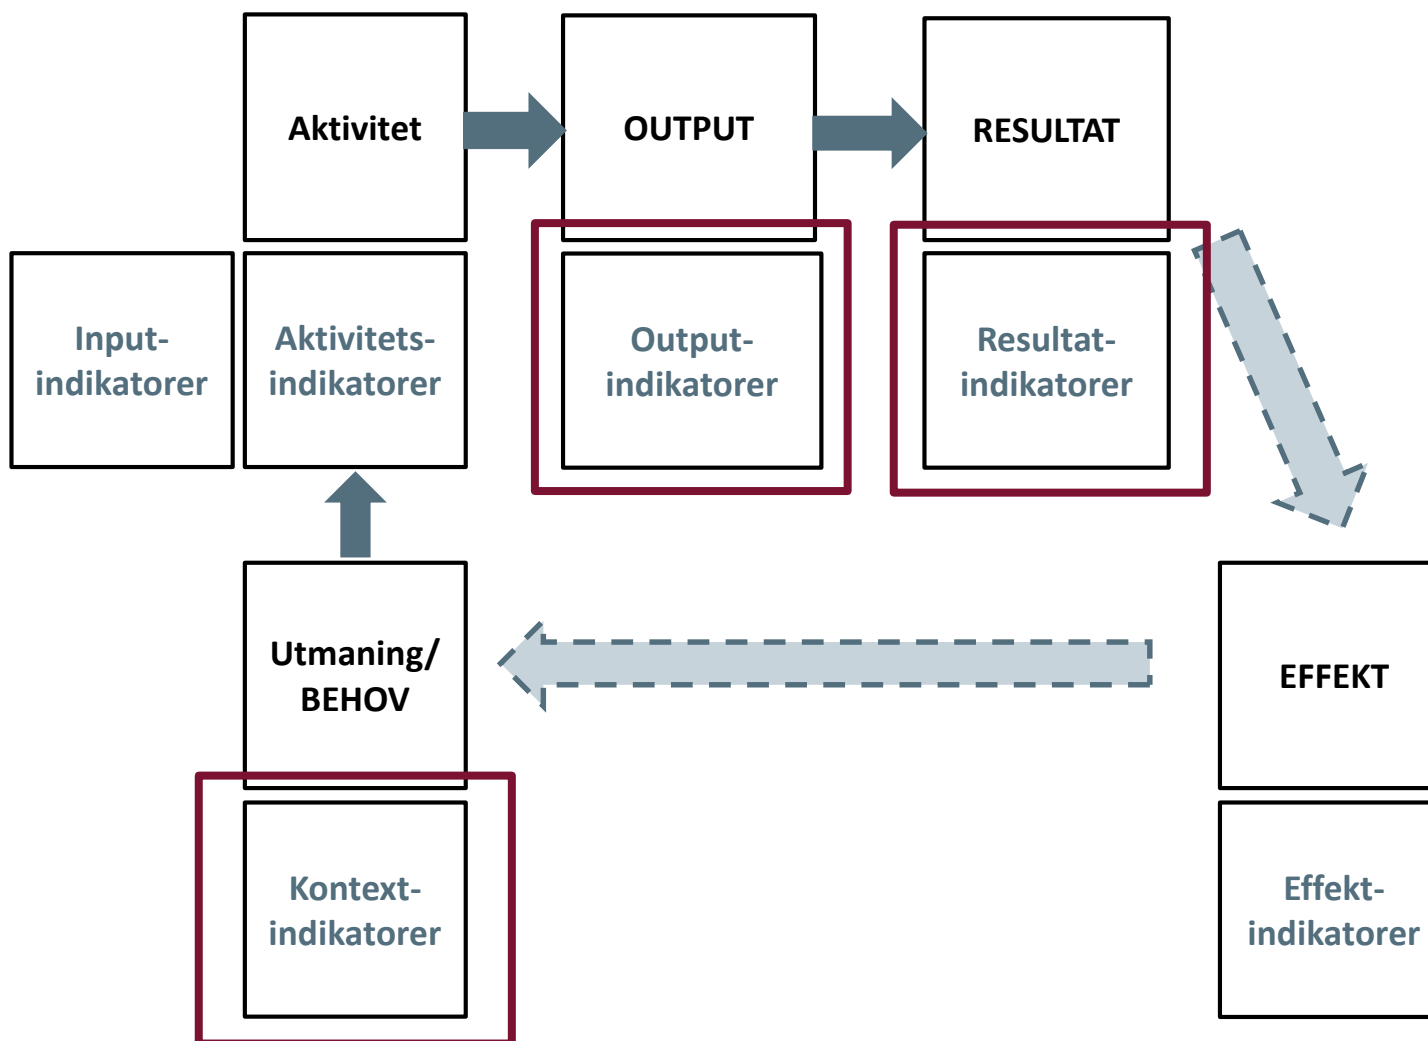 Aktivitet
OUTPUT
RESULTAT
Input-
indikatorer
Aktivitets-
indikatorer
Output-
indikatorer
Resultat-
indikatorer
Utmaning/
BEHOV
EFFEKT
Kontext-
indikatorer
Effekt-
indikatorer